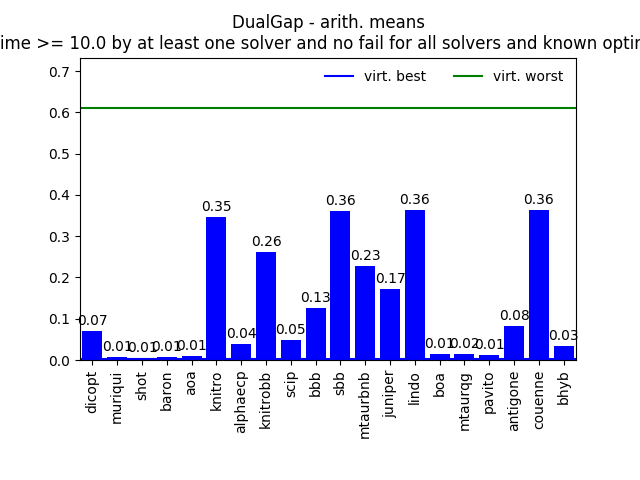 DualGap - arith. means
ime >= 10.0 by at least one solver and no fail for all solvers and known optim
virt. best
virt. worst
0.7
0.6
0.5
0.4
0.3
0.2
0.1
0.0
0.07
0.01
0.01
0.01
0.01
0.35
0.04
0.26
0.05
0.13
0.36
0.23
0.17
0.36
0.01
0.02
0.01
0.08
0.36
0.03
dicopt
muriqui
shot
baron
aoa
knitro
alphaecp
knitrobb
scip
bbb
sbb
mtaurbnb
juniper
lindo
boa
mtaurqg
pavito
antigone
couenne
bhyb